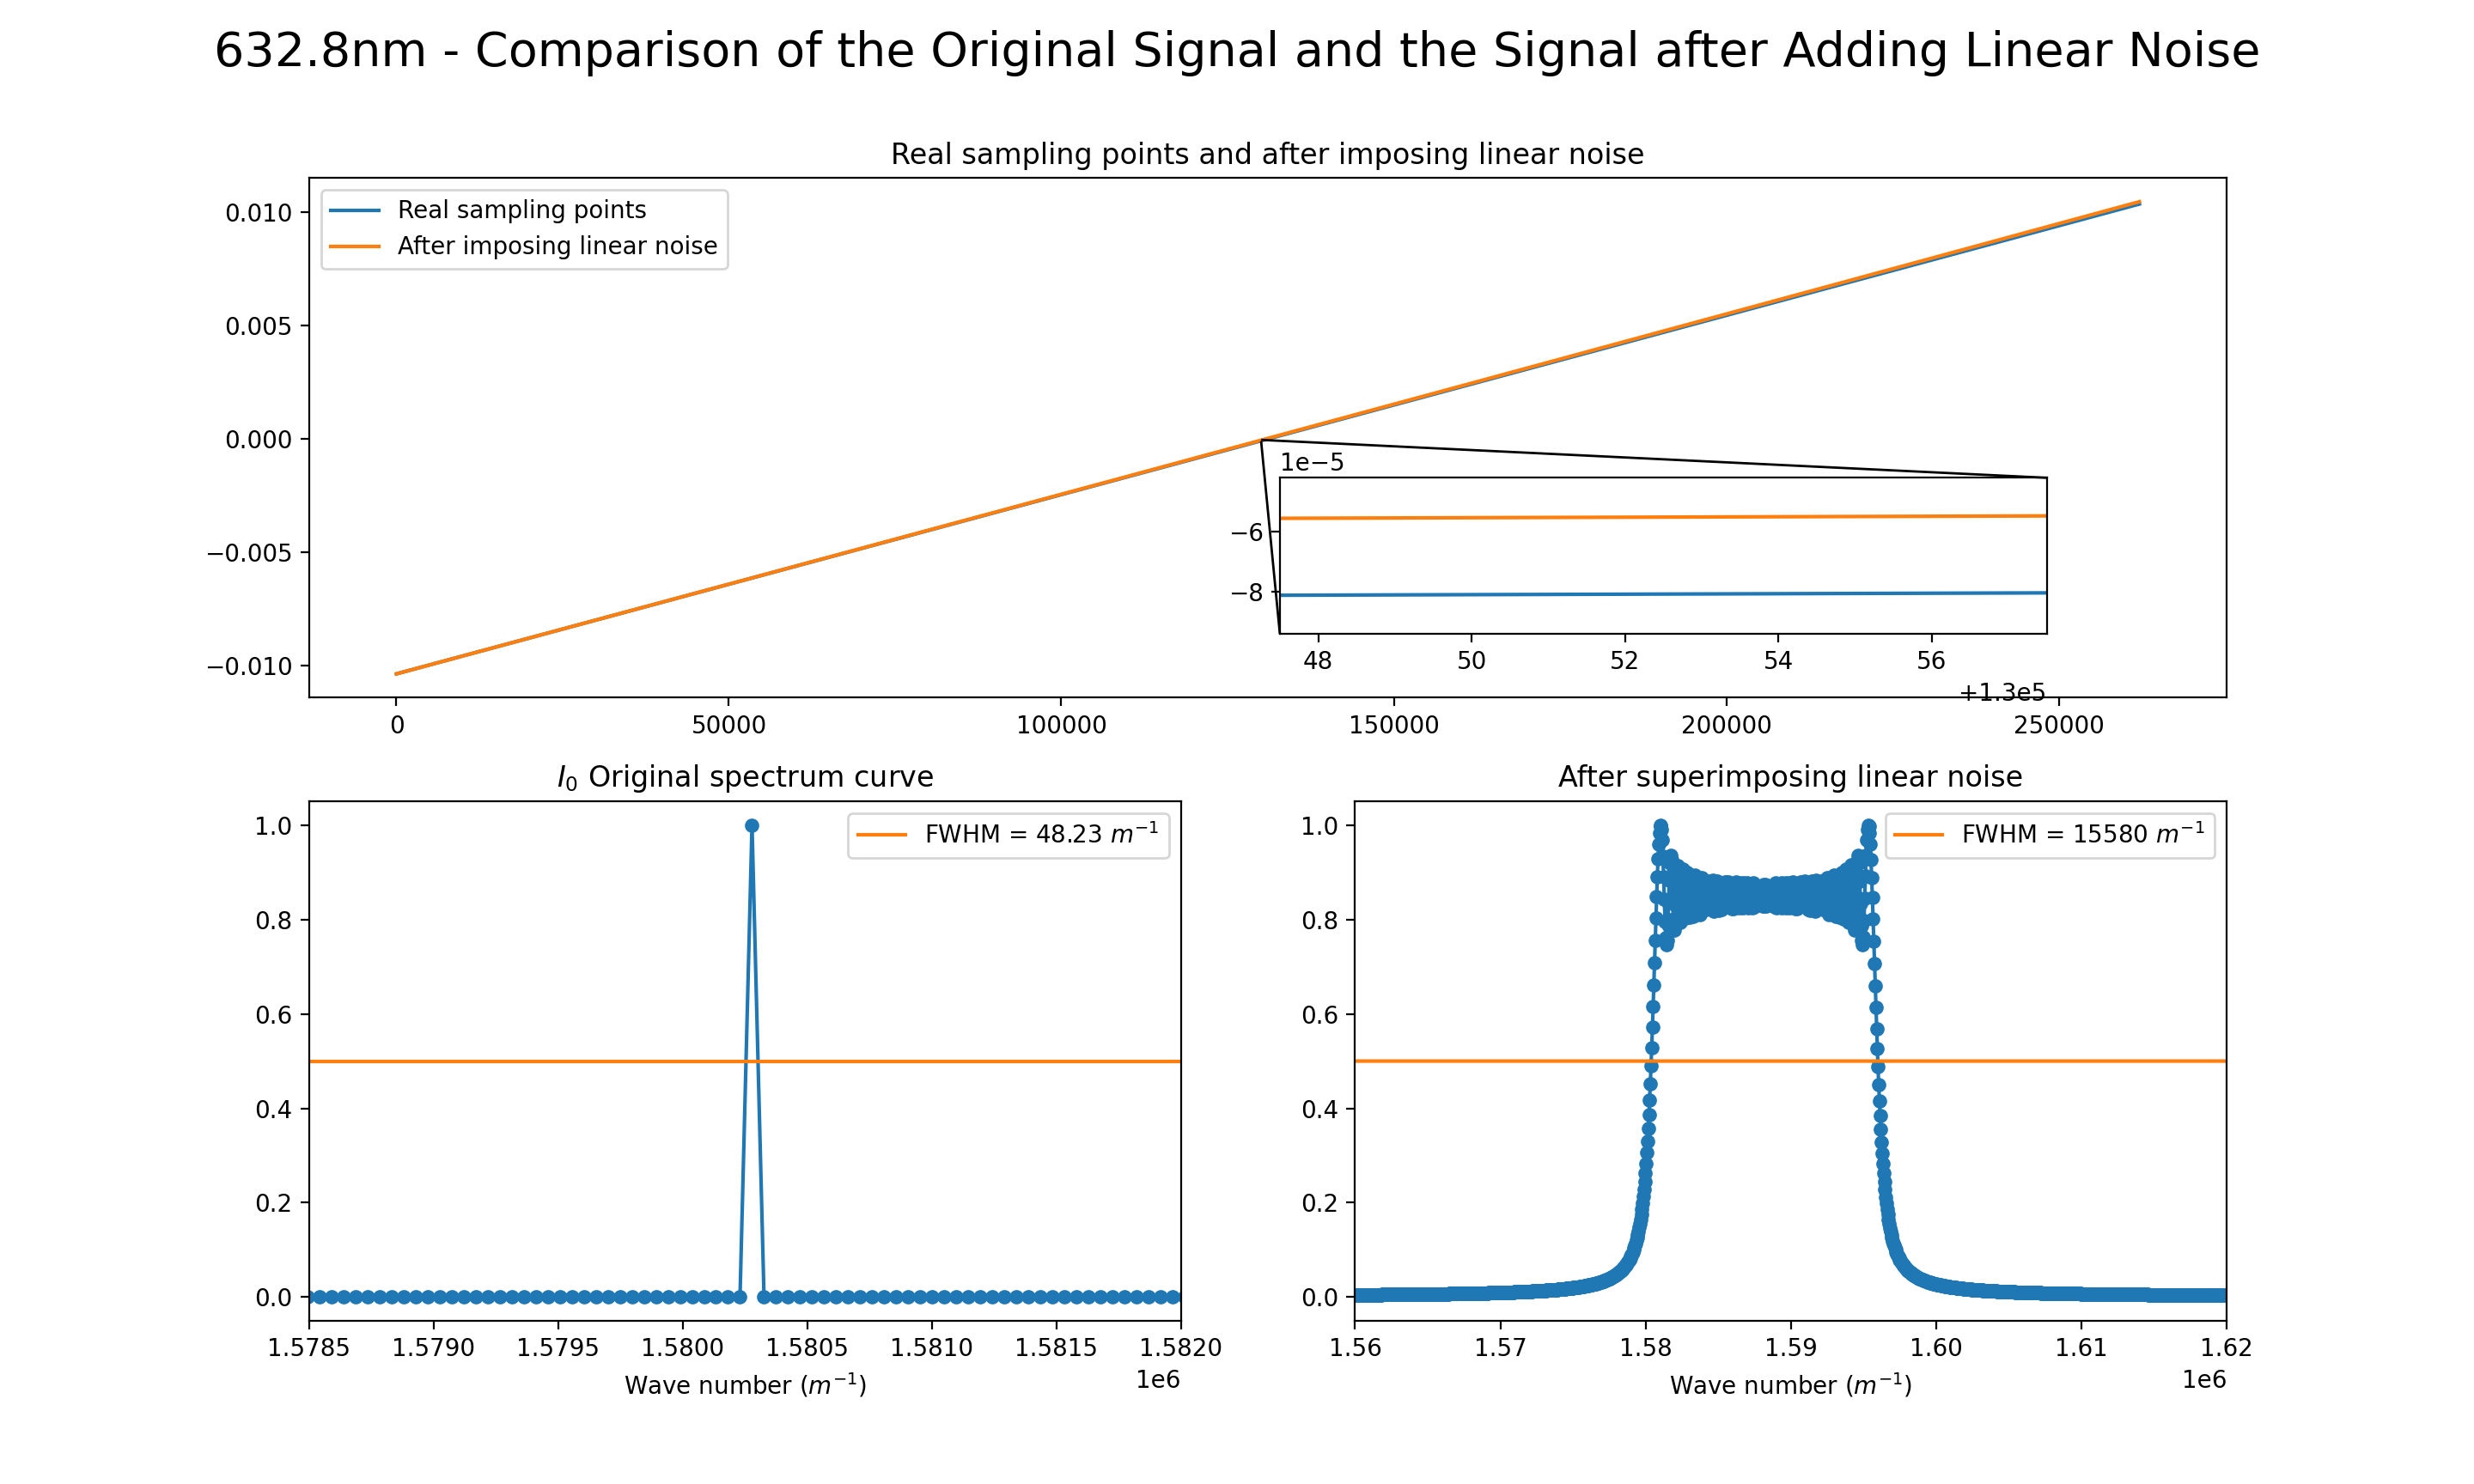 632.8nm - Comparison of the Original Signal and the Signal after Adding Linear Noise
Real sampling points and after imposing linear noise
Real sampling points
After imposing linear noise
0.010
0.005
0.000
−0.005
−0.010
1e−5
−6
−8
48 50 52 54 56
+1.3e5
0 50000 100000 150000 200000 250000
I₀ Original spectrum curve
FWHM = 48.23 m⁻¹
1.0
0.8
0.6
0.4
0.2
0.0
1.5785 1.5790 1.5795 1.5800 1.5805 1.5810 1.5815 1.5820
1e6
Wave number (m⁻¹)
After superimposing linear noise
FWHM = 15580 m⁻¹
1.0
0.8
0.6
0.4
0.2
0.0
1.56 1.57 1.58 1.59 1.60 1.61 1.62
1e6
Wave number (m⁻¹)